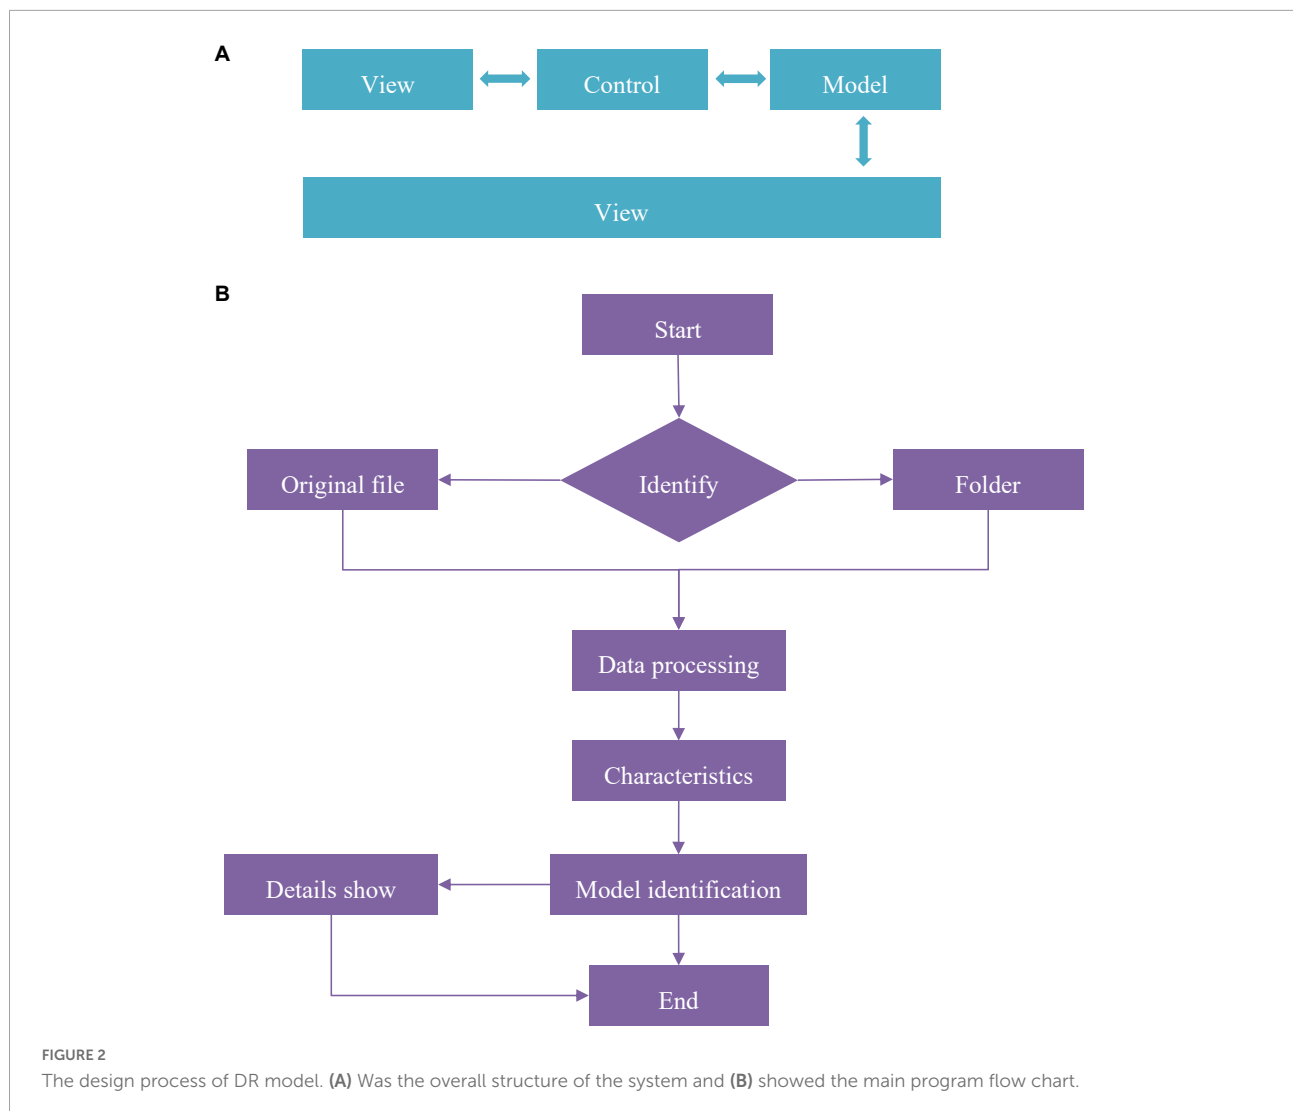 A
View
Control
Model
View
B
Start
Original file
Identify
Folder
Data processing
Characteristics
Details show
Model identification
End
FIGURE 2
The design process of DR model. (A) Was the overall structure of the system and (B) showed the main program flow chart.